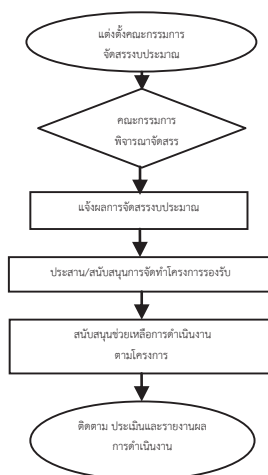 แต่งตั้งคณะกรรมการ
จัดสรรงบประมาณ
คณะกรรมการ
พิจารณาจัดสรร
แจ้งผลการจัดสรรงบประมาณ
ประสาน/สนับสนุนการจัดทำโครงการรองรับ
สนับสนุนช่วยเหลือการดำเนินงาน
ตามโครงการ
ติดตาม ประเมินและรายงานผล
การดำเนินงาน